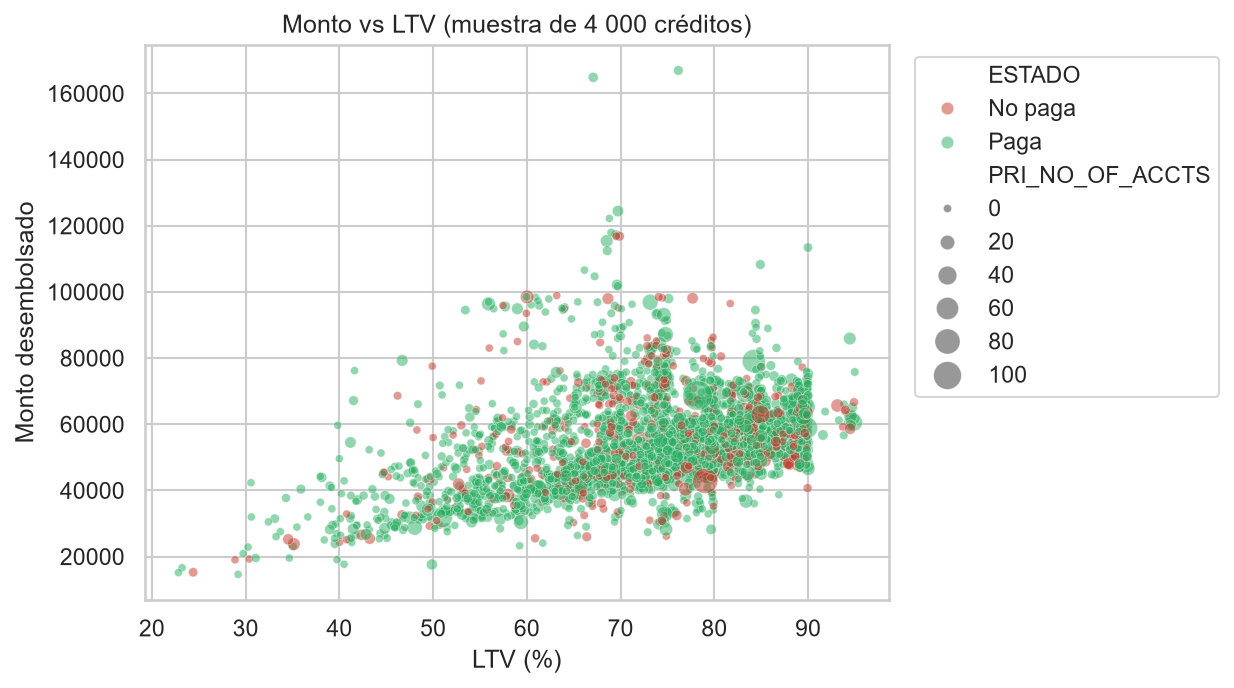 Monto vs LTV (muestra de 4 000 créditos)
160000
140000
120000
100000
80000
60000
40000
20000
Monto desembolsado
20 30 40 50 60 70 80 90
LTV (%)
ESTADO
No paga
Paga
PRI_NO_OF_ACCTS
0
20
40
60
80
100